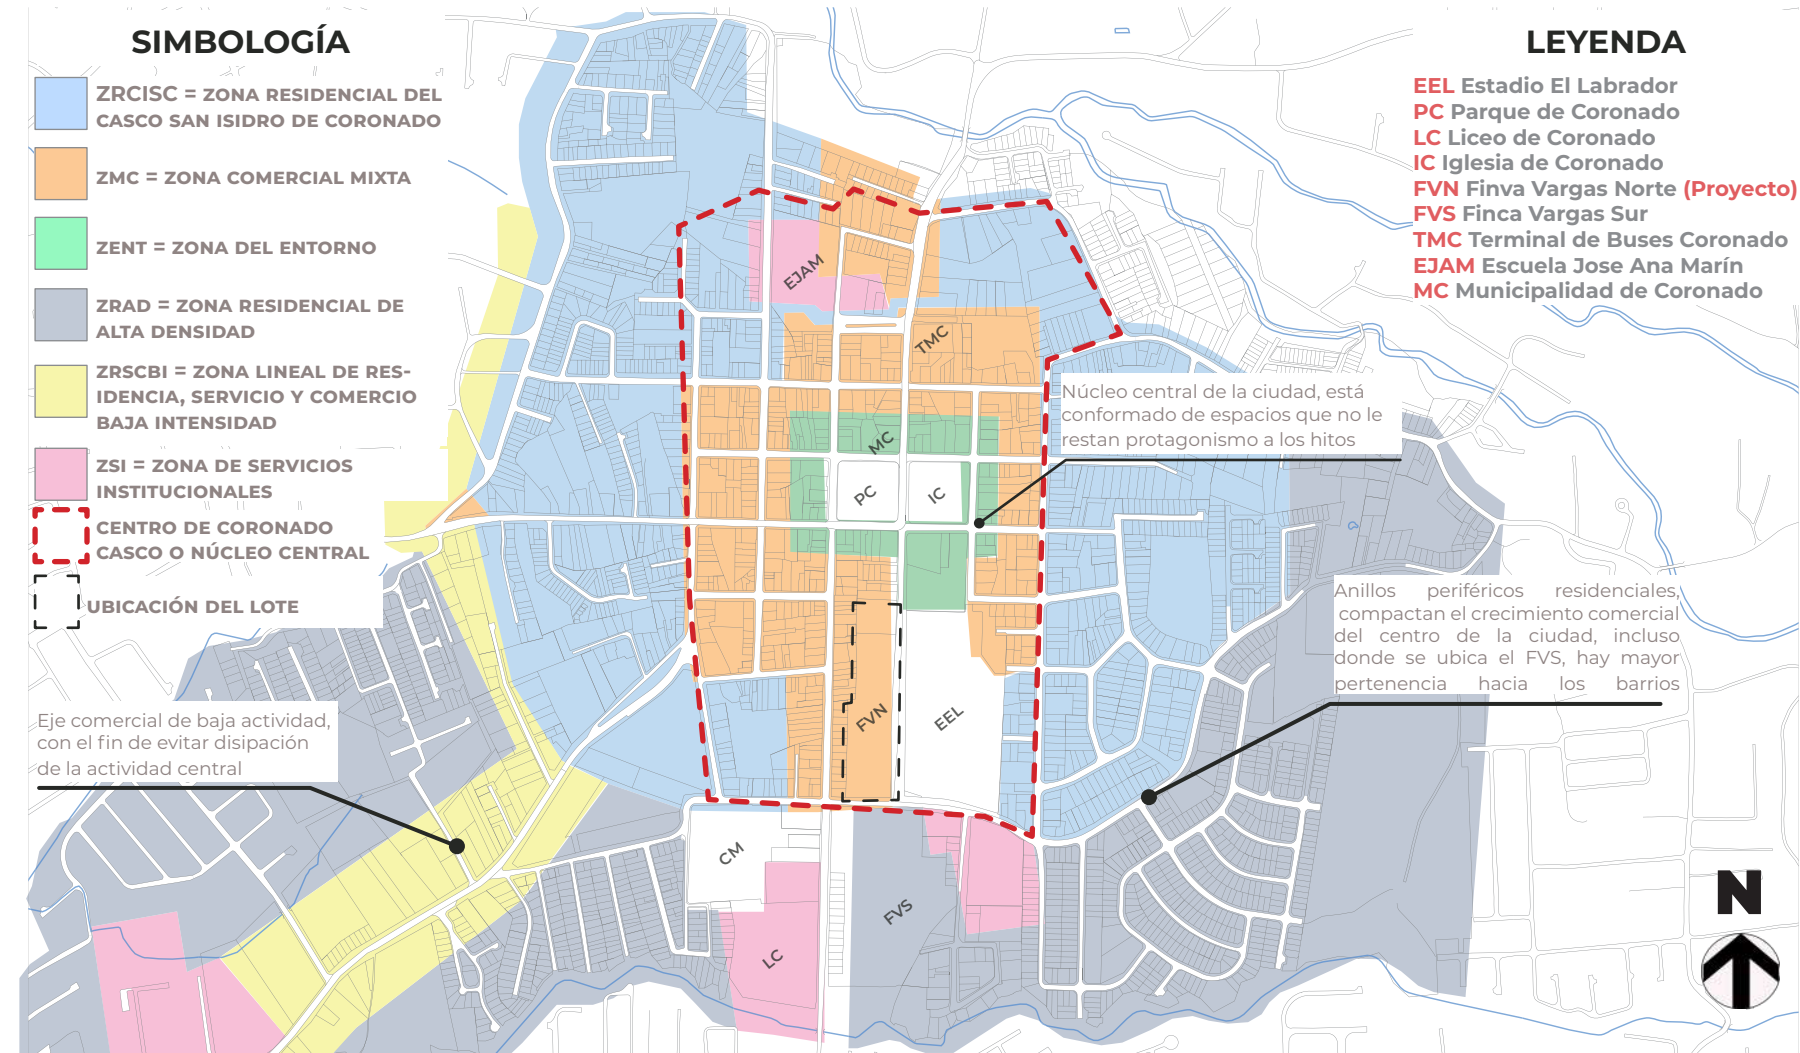 SIMBOLOGÍA
ZRCISC = ZONA RESIDENCIAL DEL
CASCO SAN ISIDRO DE CORONADO
ZMC = ZONA COMERCIAL MIXTA
ZENT = ZONA DEL ENTORNO
ZRAD = ZONA RESIDENCIAL DE
ALTA DENSIDAD
ZRSCBI = ZONA LINEAL DE RES-
IDENCIA, SERVICIO Y COMERCIO
BAJA INTENSIDAD
ZSI = ZONA DE SERVICIOS
INSTITUCIONALES
CENTRO DE CORONADO
CASCO O NÚCLEO CENTRAL
UBICACIÓN DEL LOTE
LEYENDA
EEL Estadio El Labrador
PC Parque de Coronado
LC Liceo de Coronado
IC Iglesia de Coronado
FVN Finva Vargas Norte (Proyecto)
FVS Finca Vargas Sur
TMC Terminal de Buses Coronado
EJAM Escuela Jose Ana Marín
MC Municipalidad de Coronado
EJAM
TMC
MC
PC
IC
FVN
EEL
CM
FVS
LC
Núcleo central de la ciudad, está
conformado de espacios que no le
restan protagonismo a los hitos
Anillos periféricos residenciales,
compactan el crecimiento comercial
del centro de la ciudad, incluso
donde se ubica el FVS, hay mayor
pertenencia hacia los barrios
Eje comercial de baja actividad,
con el fin de evitar disipación
de la actividad central
N